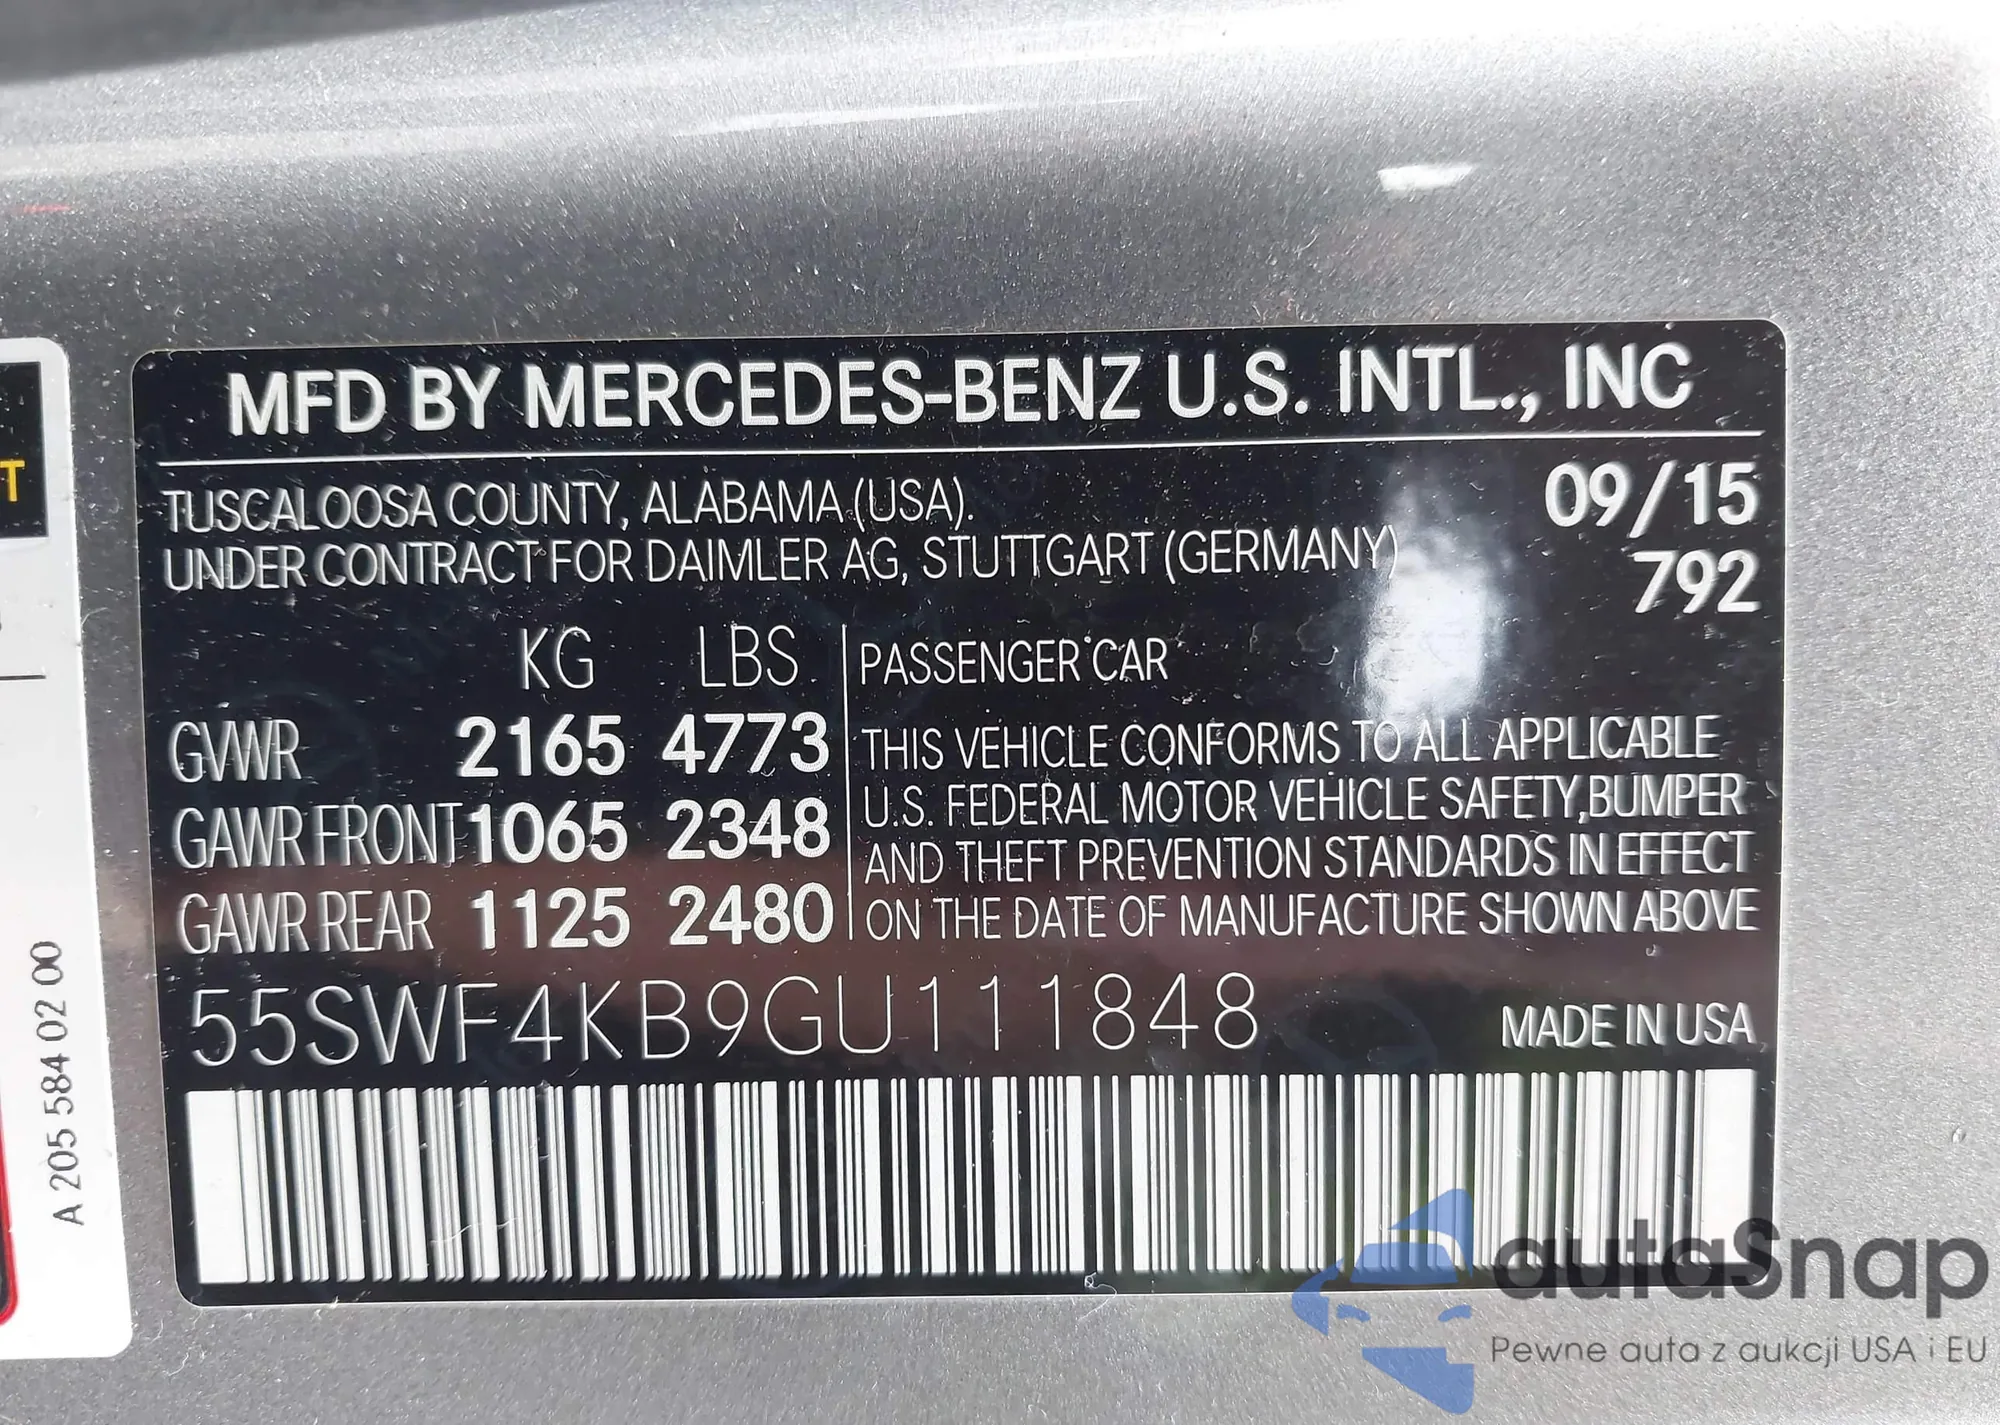 MFD BY MERCEDES-BENZ U.S. INTL., INC
TUSCALOOSA COUNTY, ALABAMA (USA).
UNDER CONTRACT FOR DAIMLER AG, STUTTGART (GERMANY)
09/15
792
KG LBS
GVWR 2165 4773
GAWR FRONT 1065 2348
GAWR REAR 1125 2480
PASSENGER CAR
THIS VEHICLE CONFORMS TO ALL APPLICABLE
U.S. FEDERAL MOTOR VEHICLE SAFETY,BUMPER
AND THEFT PREVENTION STANDARDS IN EFFECT
ON THE DATE OF MANUFACTURE SHOWN ABOVE
55SWF4KB9GU111848
MADE IN USA
T
A 205 584 02 00
autaSnap
Pewne auta z aukcji USA i EU